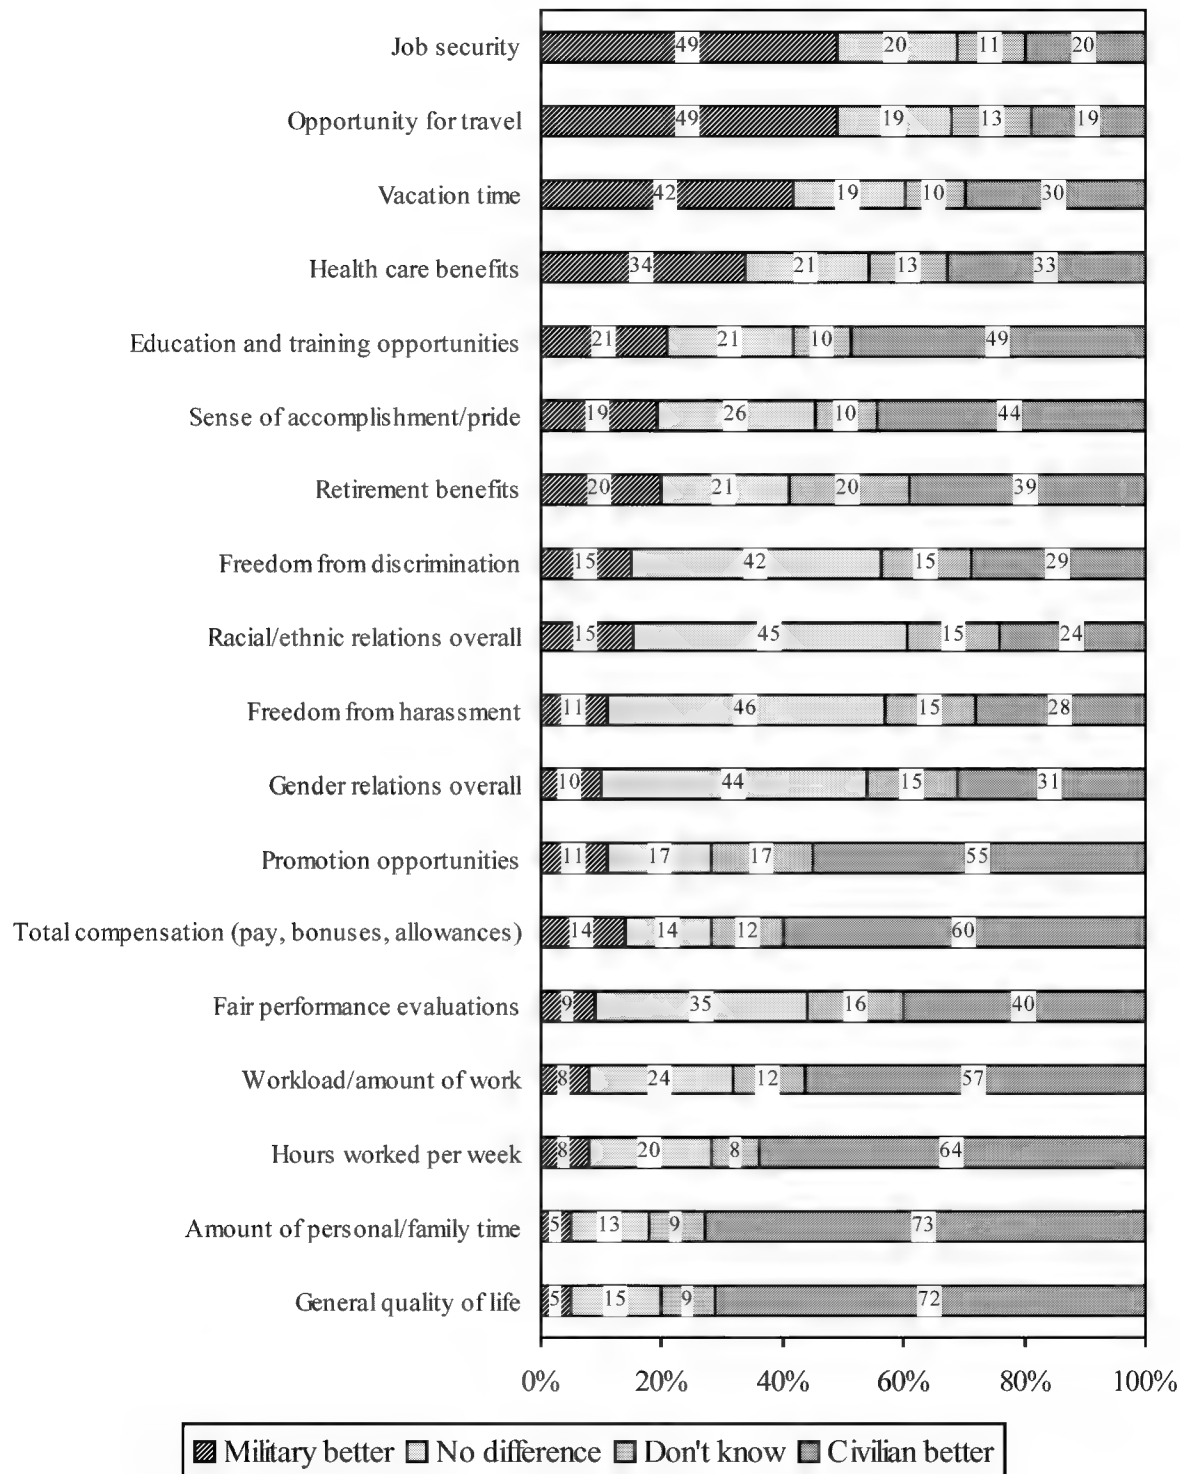 Job security 49 20 11 20
Opportunity for travel 49 19 13 19
Vacation time 42 19 10 30
Health care benefits 34 21 13 33
Education and training opportunities 21 21 10 49
Sense of accomplishment/pride 19 26 10 44
Retirement benefits 20 21 20 39
Freedom from discrimination 15 42 15 29
Racial/ethnic relations overall 15 45 15 24
Freedom from harassment 11 46 15 28
Gender relations overall 10 44 15 31
Promotion opportunities 11 17 17 55
Total compensation (pay, bonuses, allowances) 14 14 12 60
Fair performance evaluations 9 35 16 40
Workload/amount of work 8 24 12 57
Hours worked per week 8 20 8 64
Amount of personal/family time 5 13 9 73
General quality of life 5 15 9 72
0% 20% 40% 60% 80% 100%
Military better No difference Don't know Civilian better